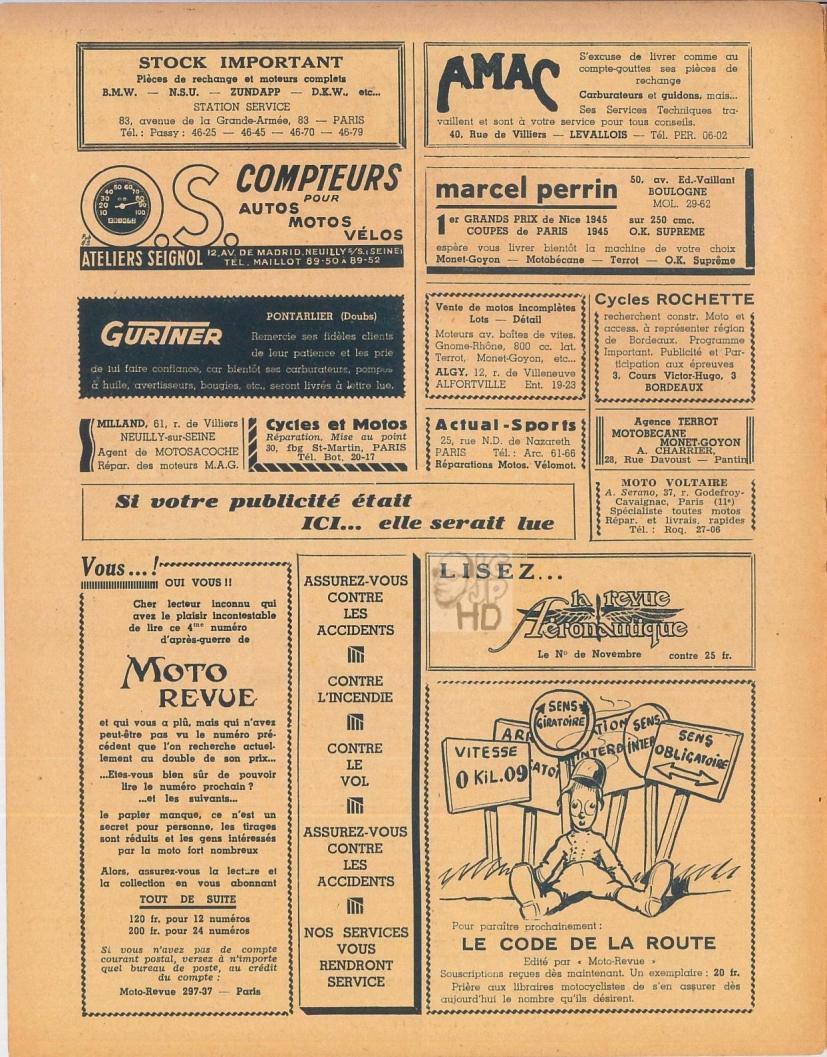 STOCK IMPORTANT
Pièces de rechange et moteurs complets
B.M.W. — N.S.U. — ZUNDAPP — D.K.W., etc...
STATION SERVICE
83, avenue de la Grande-Armée, 83 — PARIS
Tél.: Passy: 46-25 — 46-45 — 46-70 — 46-79
AMAC
S'excuse de livrer comme au
compte-gouttes ses pièces de
rechange
Carburateurs et guidons, mais...
Ses Services Techniques tra-
vaillent et sont à votre service pour tous conseils.
40, Rue de Villiers — LEVALLOIS — Tél. PER. 06-02
O.S.
COMPTEURS
POUR
AUTOS
MOTOS
VÉLOS
ATELIERS SEIGNOL
12, AV. DE MADRID. NEUILLY S/S. (SEINE)
TEL. MAILLOT 89-50 À 89-52
marcel perrin
50, av. Ed.-Vaillant
BOULOGNE
MOL. 29-62
1er GRANDS PRIX de Nice 1945 sur 250 cmc.
COUPES de PARIS 1945 O.K. SUPREME
espère vous livrer bientôt la machine de votre choix
Monet-Goyon — Motobécane — Terrot — O.K. Suprême
GURTNER
PONTARLIER (Doubs)
Remercie ses fidèles clients
de leur patience et les prie
de lui faire confiance, car bientôt ses carburateurs, pompes
à huile, avertisseurs, bougies, etc., seront livrés à lettre lue.
Vente de motos incomplètes
Lots — Détail
Moteurs av. boîtes de vites.
Gnome-Rhône, 800 cc. lat.
Terrot, Monet-Goyon, etc...
ALGY, 12, r. de Villeneuve
ALFORTVILLE Ent. 19-23
Cycles ROCHETTE
recherchent constr. Moto et
access. à représenter région
de Bordeaux. Programme
Important. Publicité et Par-
ticipation aux épreuves
3, Cours Victor-Hugo, 3
BORDEAUX
MILLAND, 61, r. de Villiers
NEUILLY-sur-SEINE
Agent de MOTOSACOCHE
Répar. des moteurs M.A.G.
Cycles et Motos
Réparation, Mise au point
30, fbg St-Martin, PARIS
Tél. Bot. 20-17
Actual-Sports
25, rue N.D. de Nazareth
PARIS Tél.: Arc. 61-66
Réparations Motos, Vélomot.
Agence TERROT
MOTOBECANE
MONET-GOYON
A. CHARRIER,
28, Rue Davoust — Pantin
MOTO VOLTAIRE
A. Serano, 37, r. Godefroy-
Cavaignac, Paris (11e)
Spécialiste toutes motos
Répar. et livrais. rapides
Tél.: Roq. 27-06
Si votre publicité était
ICI... elle serait lue
Vous...!
OUI VOUS !!
Cher lecteur inconnu qui
avez le plaisir incontestable
de lire ce 4me numéro
d'après-guerre de
MOTO
REVUE
et qui vous a plû, mais qui n'avez
peut-être pas vu le numéro pré-
cédent que l'on recherche actuel-
lement au double de son prix...
...Etes-vous bien sûr de pouvoir
lire le numéro prochain ?
...et les suivants...
le papier manque, ce n'est un
secret pour personne, les tirages
sont réduits et les gens intéressés
par la moto fort nombreux
Alors, assurez-vous la lecture et
la collection en vous abonnant
TOUT DE SUITE
120 fr. pour 12 numéros
200 fr. pour 24 numéros
Si vous n'avez pas de compte
courant postal, versez à n'importe
quel bureau de poste, au crédit
du compte :
Moto-Revue 297-37 — Paris
ASSUREZ-VOUS
CONTRE
LES
ACCIDENTS
CONTRE
L'INCENDIE
CONTRE
LE
VOL
ASSUREZ-VOUS
CONTRE
LES
ACCIDENTS
NOS SERVICES
VOUS
RENDRONT
SERVICE
LISEZ...
la revue
Aéronautique
Le No de Novembre contre 25 fr.
HD
SENS
GIRATOIRE
VITESSE
0 KIL.09
SENS
SENS
OBLIGATOIRE
Pour paraître prochainement :
LE CODE DE LA ROUTE
Edité par « Moto-Revue »
Souscriptions reçues dès maintenant. Un exemplaire : 20 fr.
Prière aux libraires motocyclistes de s'en assurer dès
aujourd'hui le nombre qu'ils désirent.